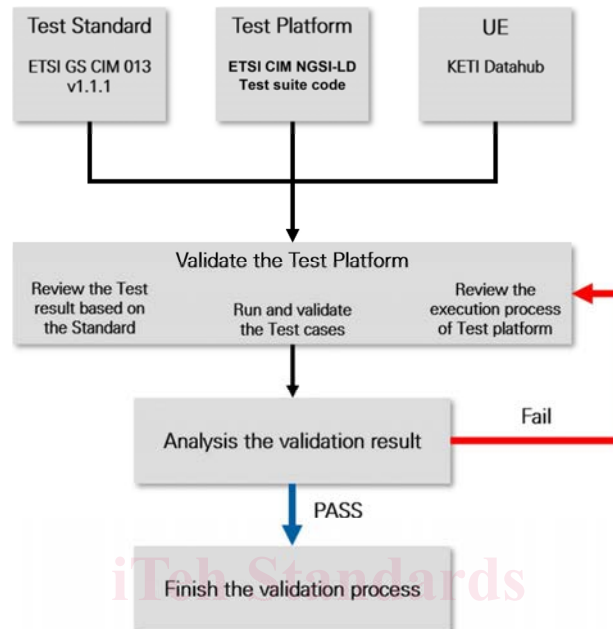 Test Standard
ETSI GS CIM 013
v1.1.1
Test Platform
ETSI CIM NGSI-LD
Test suite code
UE
KETI Datahub
Validate the Test Platform
Review the Test
result based on
the Standard
Run and validate
the Test cases
Review the
execution process
of Test platform
Analysis the validation result
Fail
PASS
iTeh Standards
Finish the validation process